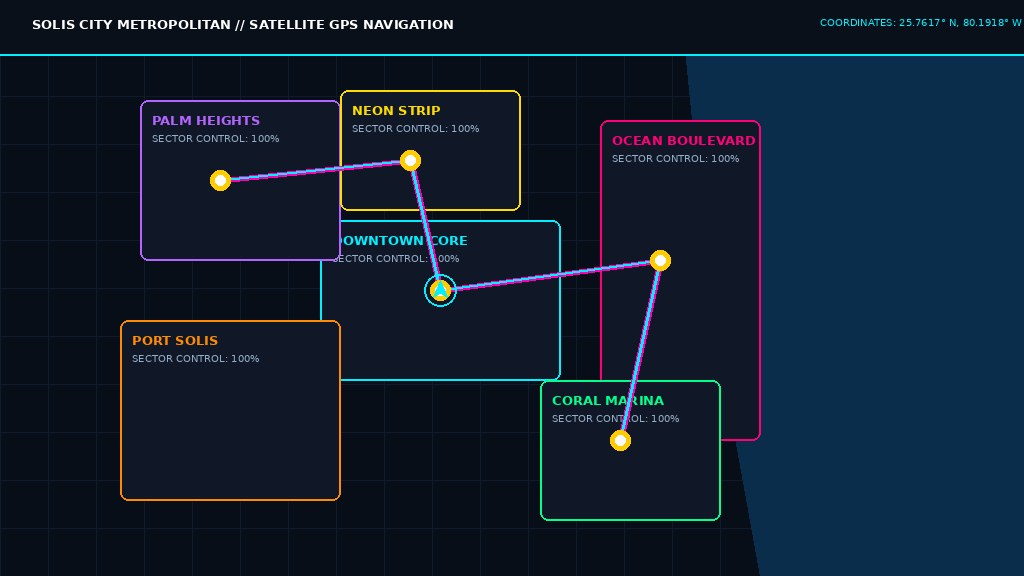 SOLIS CITY METROPOLITAN // SATELLITE GPS NAVIGATION
COORDINATES: 25.7617° N, 80.1918° W
PALM HEIGHTS
SECTOR CONTROL: 100%
NEON STRIP
SECTOR CONTROL: 100%
OCEAN BOULEVARD
SECTOR CONTROL: 100%
DOWNTOWN CORE
SECTOR CONTROL: 100%
PORT SOLIS
SECTOR CONTROL: 100%
CORAL MARINA
SECTOR CONTROL: 100%